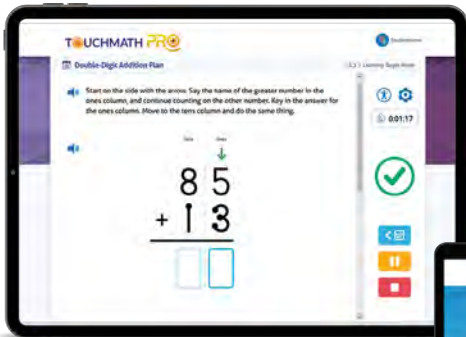 TOUCHMATH PRO
Double-Digit Addition Plan
Start on the side with the arrow. Say the name of the greater number in the
ones column, and continue counting on the other number. Key in the answer for
the ones column. Move to the tens column and do the same thing.
0:01:17
tens ones
8 5
+ 1 3